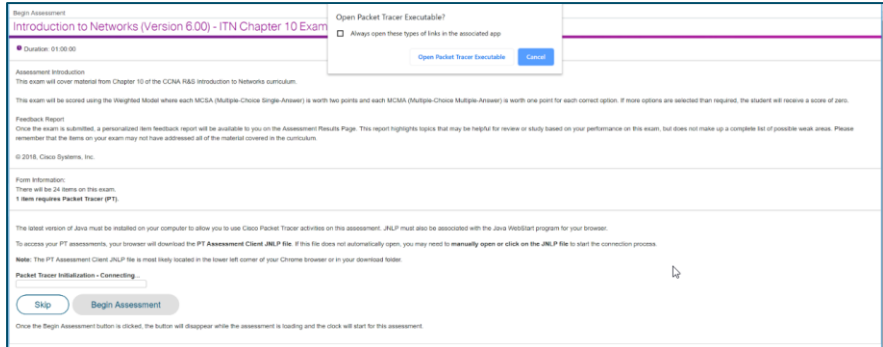 Begin Assessment
Introduction to Networks (Version 6.00) - ITN Chapter 10 Exam
Open Packet Tracer Executable?
Always open these types of links in the associated app
Open Packet Tracer Executable
Cancel
Duration: 01:00:00
Assessment Introduction
This exam will cover material from Chapter 10 of the CCNA R&S Introduction to Networks curriculum.
This exam will be scored using the Weighted Model where each MCSA (Multiple-Choice Single-Answer) is worth two points and each MCMA (Multiple-Choice Multiple-Answer) is worth one point for each correct option. If more options are selected than required, the student will receive a score of zero.
Feedback Report
Once the exam is submitted, a personalized item feedback report will be available to you on the Assessment Results Page. This report highlights topics that may be helpful for review or study based on your performance on this exam, but does not make up a complete list of possible weak areas. Please
remember that the items on your exam may not have addressed all of the material covered in the curriculum.
© 2018, Cisco Systems, Inc.
Form Information:
There will be 24 items on this exam.
1 item requires Packet Tracer (PT).
The latest version of Java must be installed on your computer to allow you to use Cisco Packet Tracer activities on this assessment. JNLP must also be associated with the Java WebStart program for your browser.
To access your PT assessments, your browser will download the PT Assessment Client JNLP file. If this file does not automatically open, you may need to manually open or click on the JNLP file to start the connection process.
Note: The PT Assessment Client JNLP file is most likely located in the lower left corner of your Chrome browser or in your download folder.
Packet Tracer Initialization - Connecting...
Skip
Begin Assessment
Once the Begin Assessment button is clicked, the button will disappear while the assessment is loading and the clock will start for this assessment.